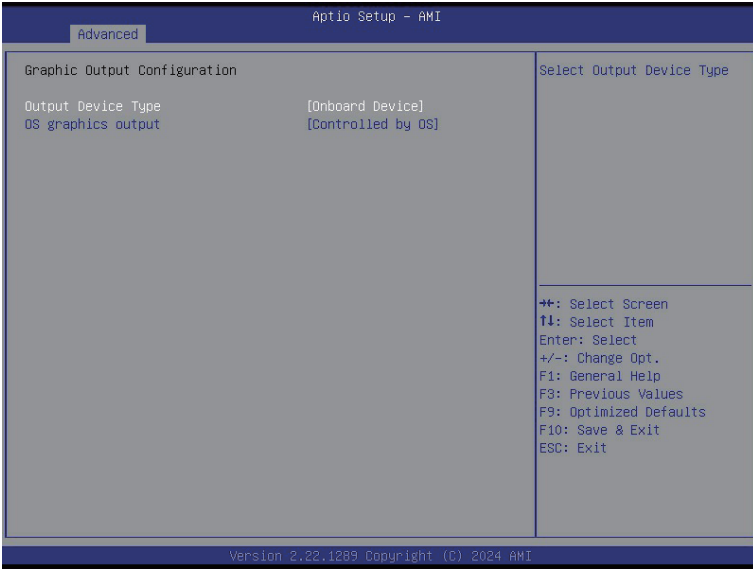 Aptio Setup - AMI
Advanced
Graphic Output Configuration
Output Device Type [Onboard Device]
OS graphics output [Controlled by OS]
Select Output Device Type
→←: Select Screen
↑↓: Select Item
Enter: Select
+/-: Change Opt.
F1: General Help
F3: Previous Values
F9: Optimized Defaults
F10: Save & Exit
ESC: Exit
Version 2.22.1289 Copyright (C) 2024 AMI